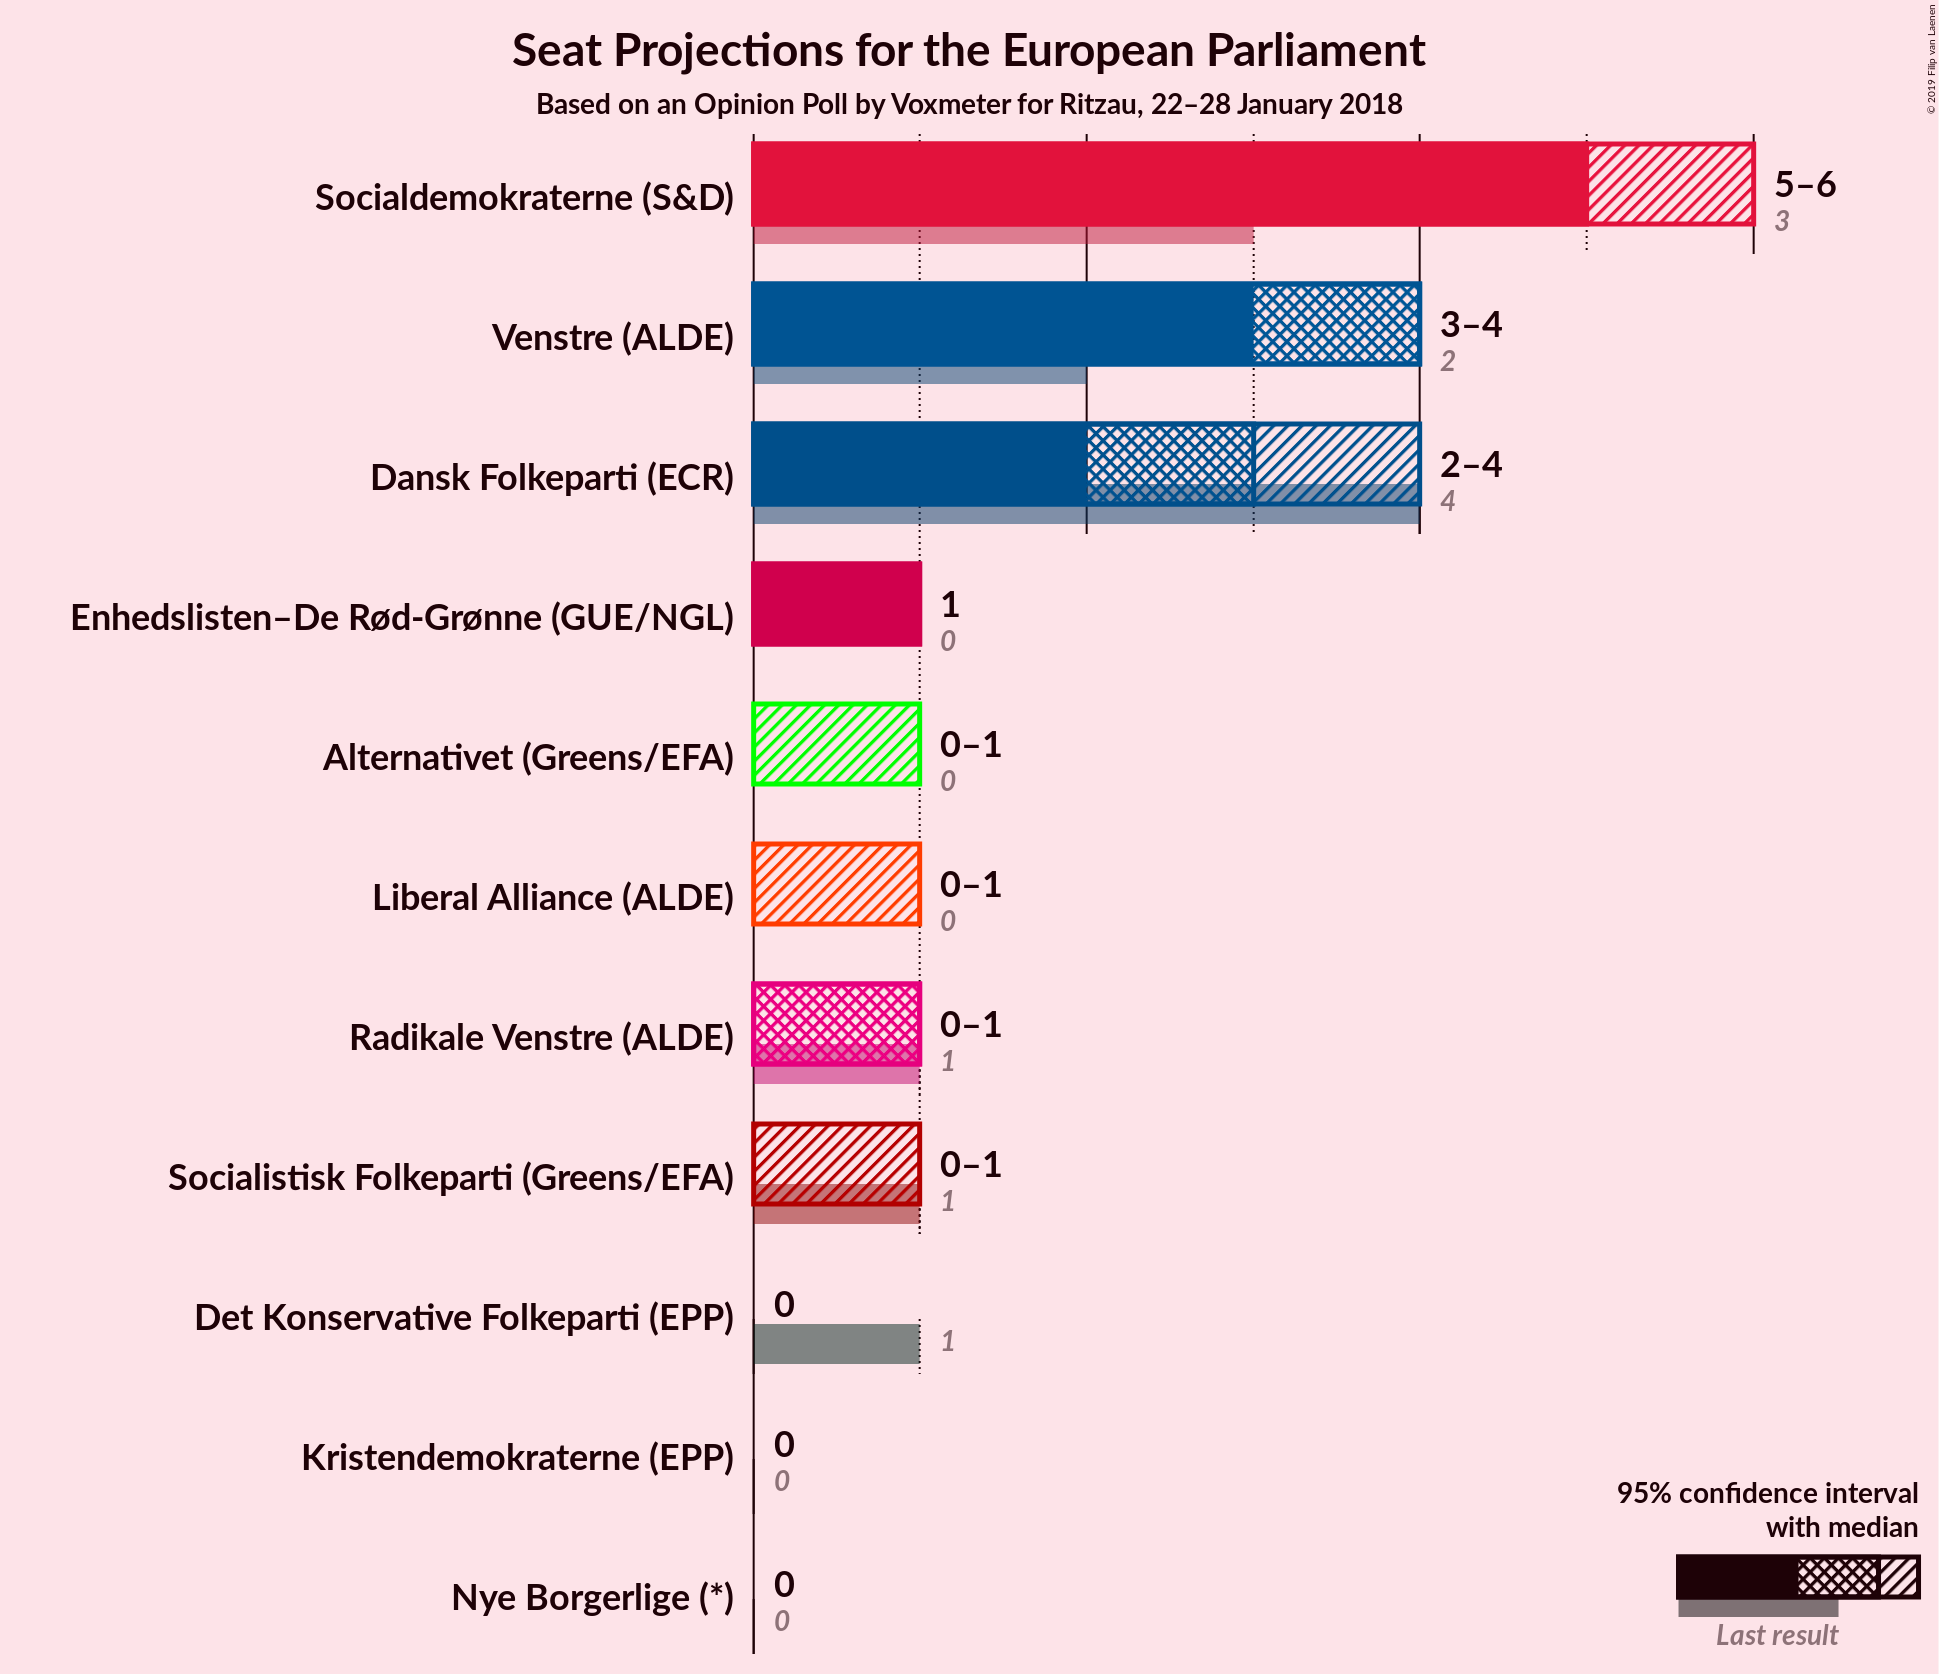 Seat Projections for the European Parliament
Based on an Opinion Poll by Voxmeter for Ritzau, 22–28 January 2018
© 2019 Filip van Laenen
Socialdemokraterne (S&D)
5–6
3
Venstre (ALDE)
3–4
2
Dansk Folkeparti (ECR)
2–4
4
Enhedslisten–De Rød-Grønne (GUE/NGL)
1
0
Alternativet (Greens/EFA)
0–1
0
Liberal Alliance (ALDE)
0–1
0
Radikale Venstre (ALDE)
0–1
1
Socialistisk Folkeparti (Greens/EFA)
0–1
1
Det Konservative Folkeparti (EPP)
0
1
Kristendemokraterne (EPP)
0
0
Nye Borgerlige (*)
0
0
95% confidence interval
with median
Last result